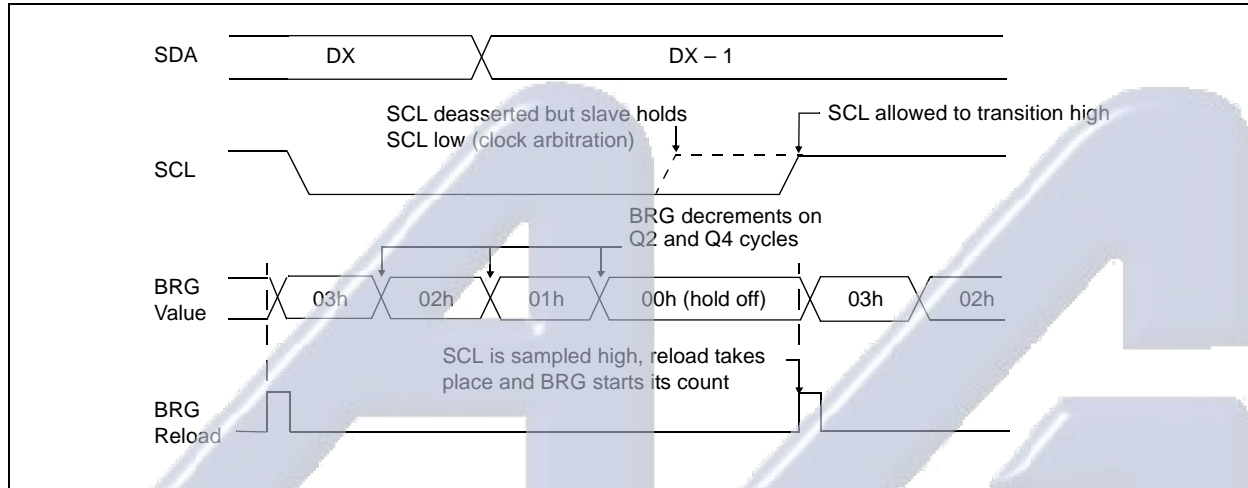 SDA
DX
DX – 1
SCL deasserted but slave holds
SCL low (clock arbitration)
SCL allowed to transition high
SCL
BRG decrements on
Q2 and Q4 cycles
BRG
Value
03h
02h
01h
00h (hold off)
03h
02h
SCL is sampled high, reload takes
place and BRG starts its count
BRG
Reload